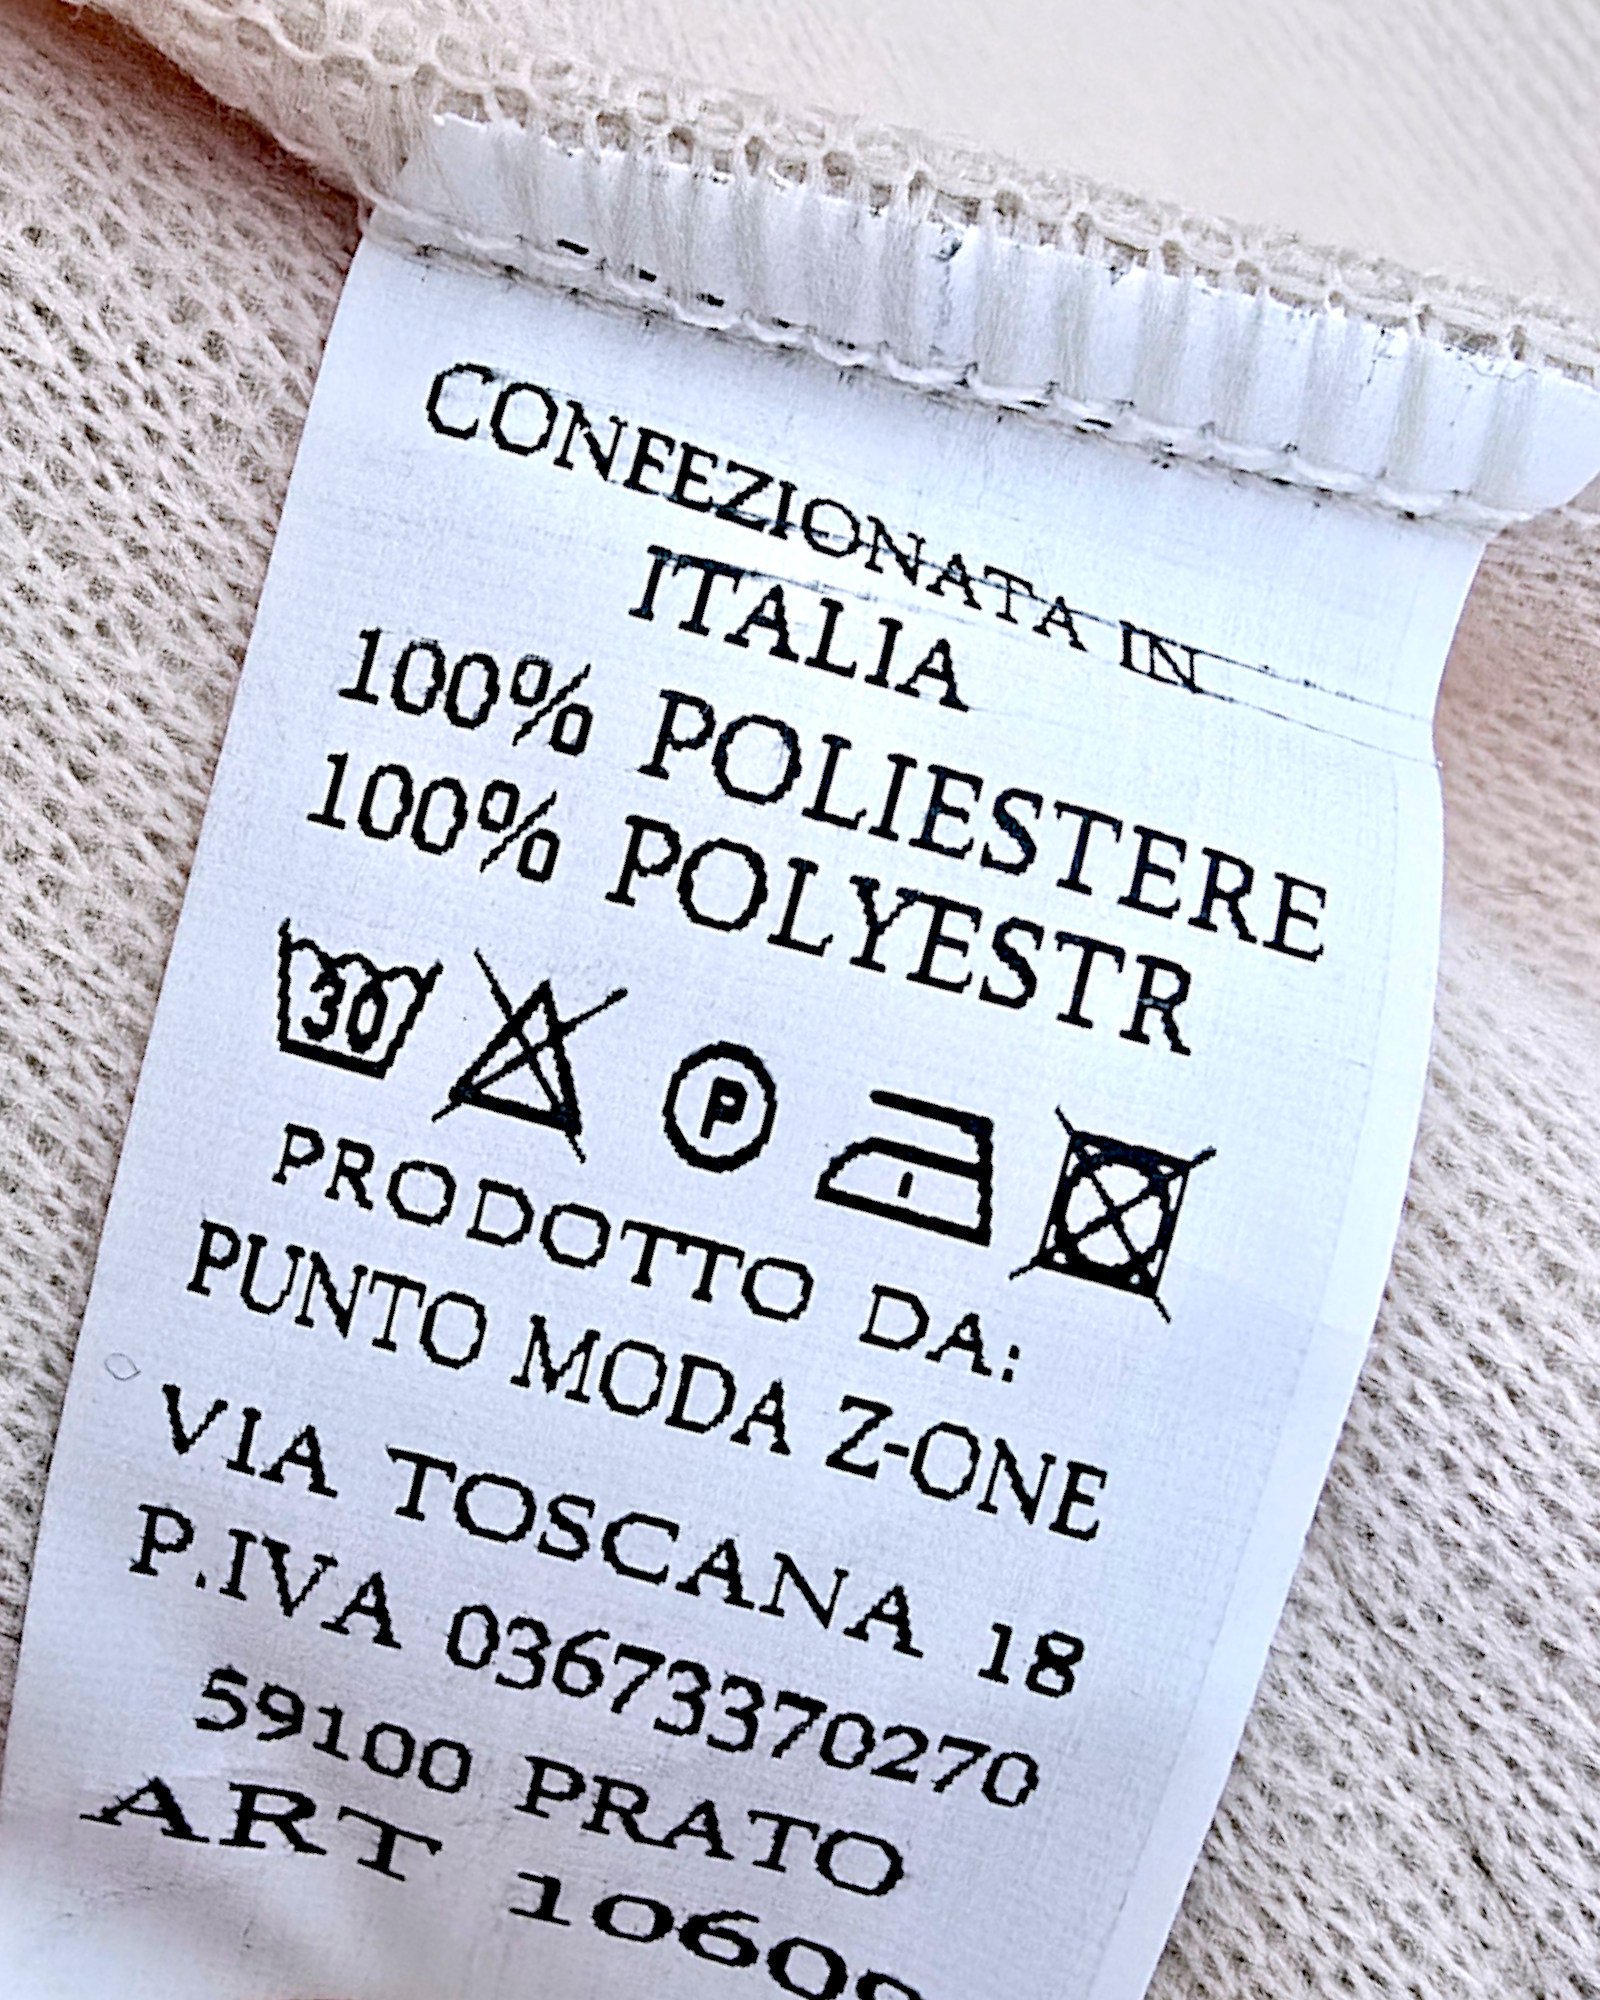 CONFEZIONATA IN
ITALIA
100% POLIESTERE
100% POLYESTR
30
P
PRODOTTO DA:
PUNTO MODA Z-ONE
VIA TOSCANA 18
P.IVA 03673370270
59100 PRATO
ART